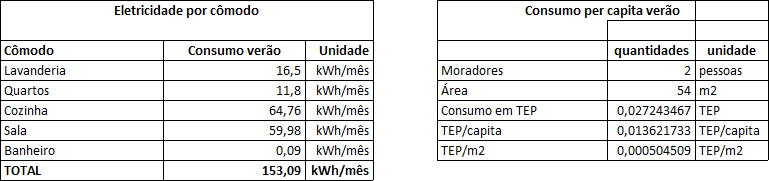 Eletricidade por cômodo
Cômodo Consumo verão Unidade
Lavanderia 16,5 kWh/mês
Quartos 11,8 kWh/mês
Cozinha 64,76 kWh/mês
Sala 59,98 kWh/mês
Banheiro 0,09 kWh/mês
TOTAL 153,09 kWh/mês
Consumo per capita verão
quantidades unidade
Moradores 2 pessoas
Área 54 m2
Consumo em TEP 0,027243467 TEP
TEP/capita 0,013621733 TEP/capita
TEP/m2 0,000504509 TEP/m2